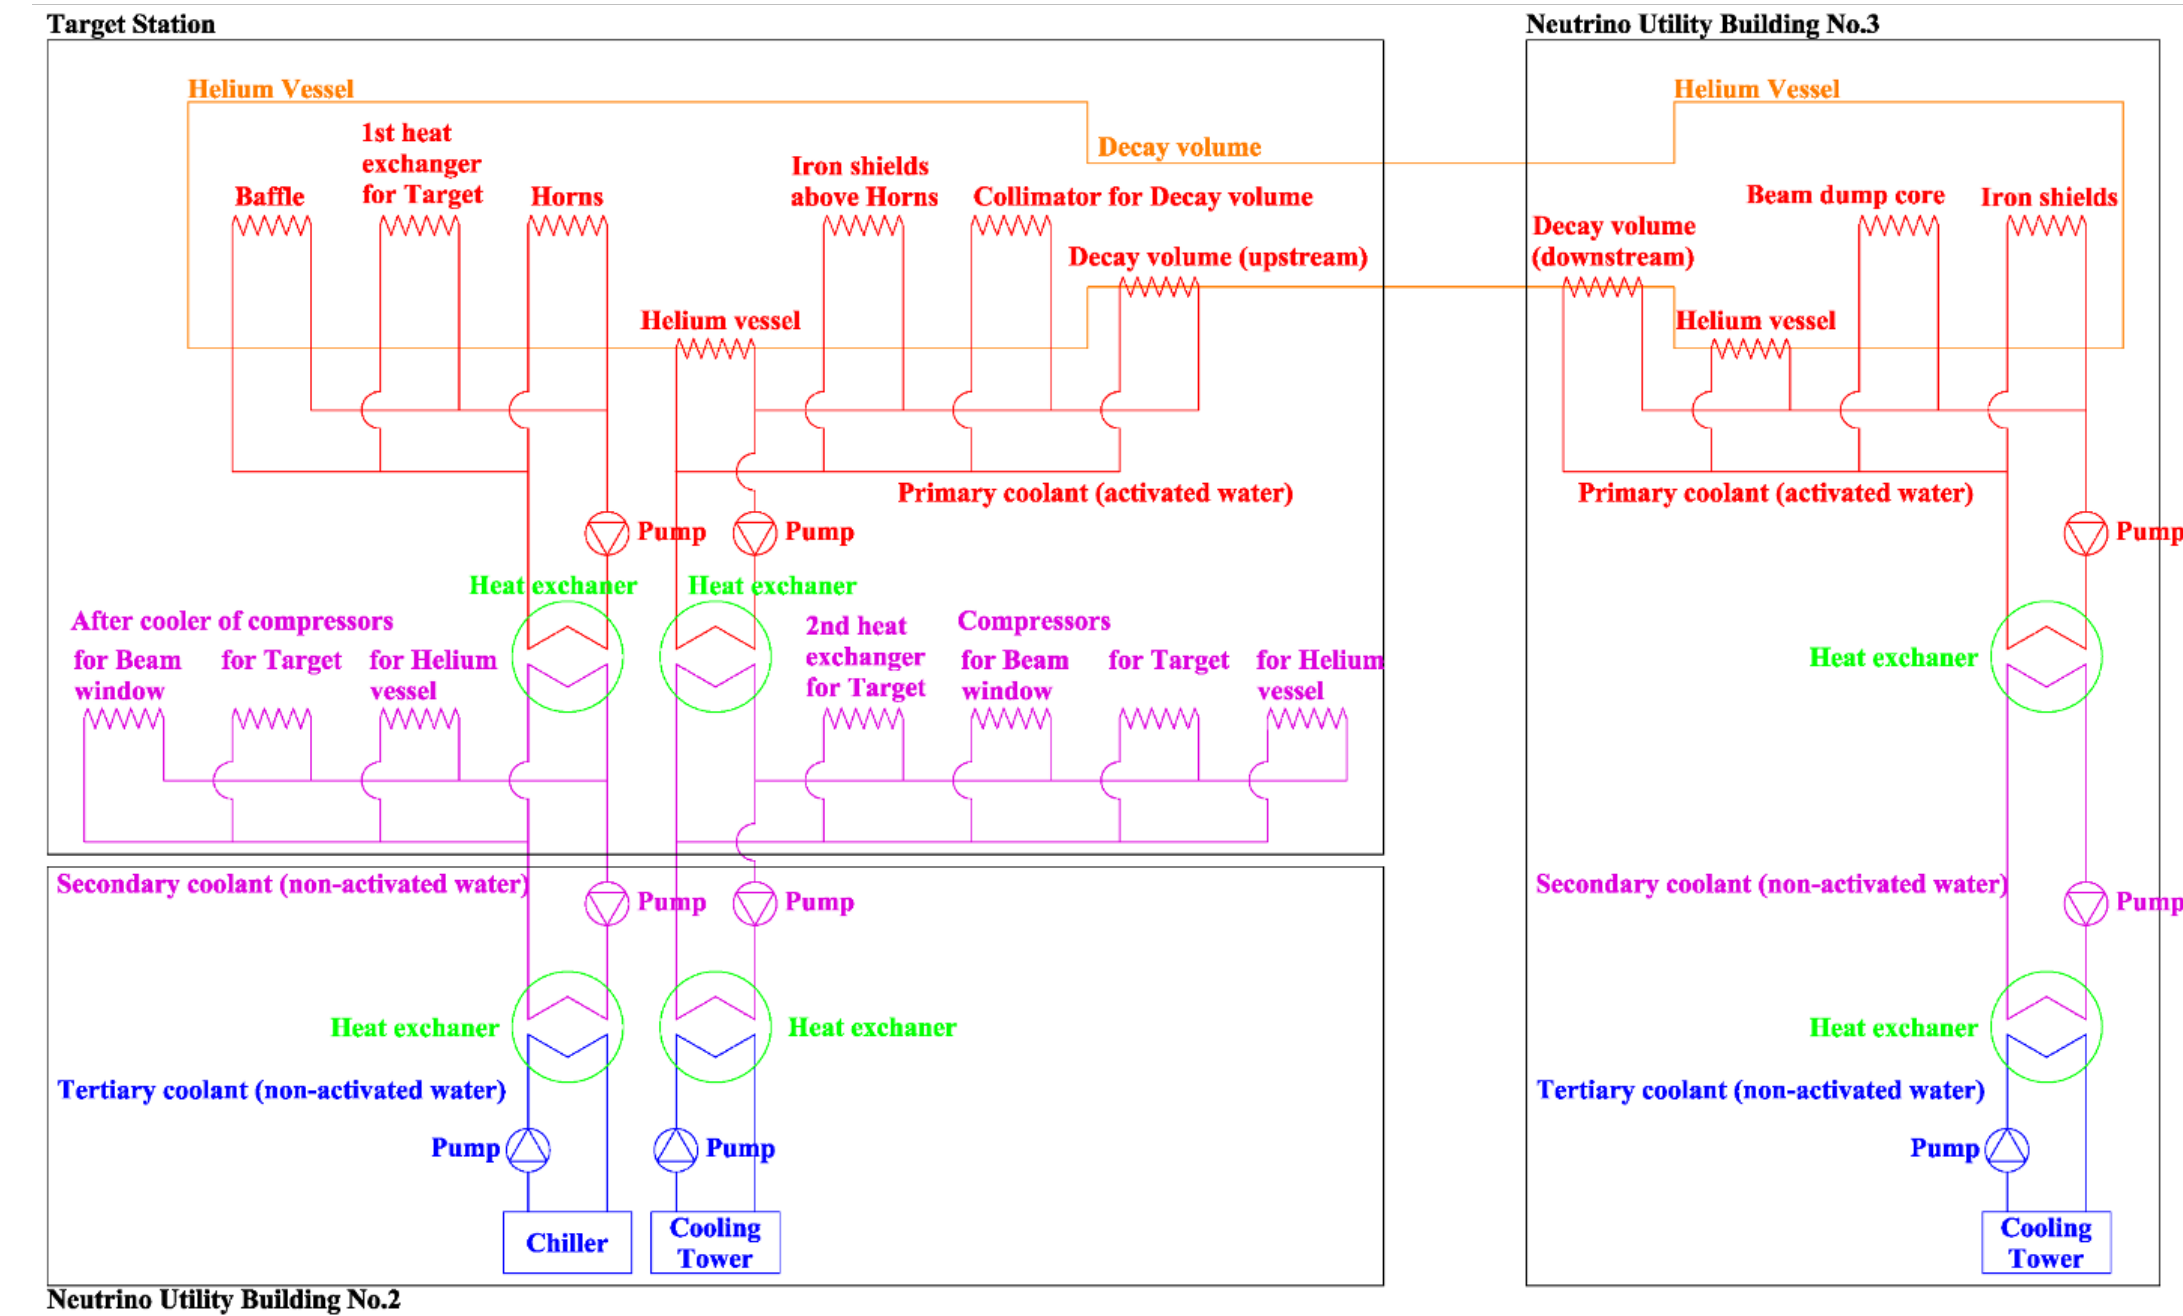 Target Station
Neutrino Utility Building No.3
Helium Vessel
Helium Vessel
Decay volume
1st heat
exchanger
for Target
Baffle
Horns
Iron shields
above Horns
Collimator for Decay volume
Decay volume (upstream)
Helium vessel
Decay volume
(downstream)
Beam dump core
Iron shields
Helium vessel
Primary coolant (activated water)
Primary coolant (activated water)
Pump
Pump
Pump
Heat exchaner
Heat exchaner
Heat exchaner
After cooler of compressors
for Beam
window
for Target
for Helium
vessel
2nd heat
exchanger
for Target
Compressors
for Beam
window
for Target
for Helium
vessel
Secondary coolant (non-activated water)
Pump
Pump
Secondary coolant (non-activated water)
Pump
Heat exchaner
Heat exchaner
Heat exchaner
Tertiary coolant (non-activated water)
Tertiary coolant (non-activated water)
Pump
Pump
Pump
Chiller
Cooling
Tower
Cooling
Tower
Neutrino Utility Building No.2